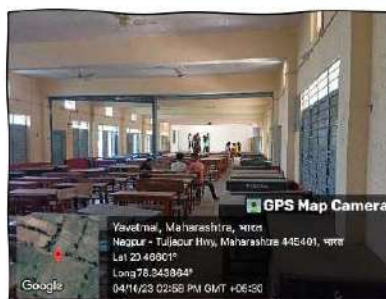 GPS Map Camera
Yavatmal, Maharashtra, भारत
Nagpur - Tuljapur Hwy, Maharashtra 445401, भारत
Lat 20.46601°
Long 78.343864°
04/10/23 02:58 PM GMT +05:30
Google